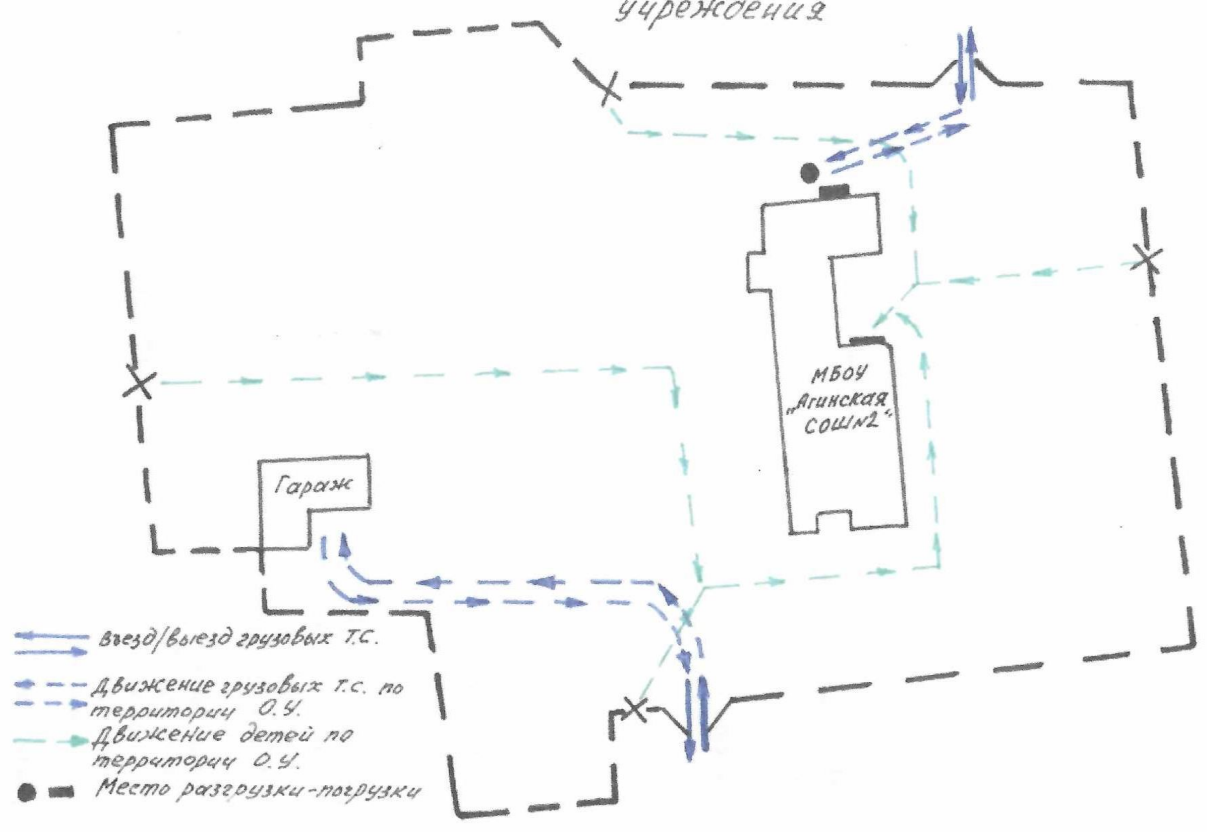 учреждения
МБОУ
„Агинская
СОШ№2"
Гараж
Въезд/выезд грузовых Т.С.
Движение грузовых Т.С. по
территории О.У.
Движение детей по
территории О.У.
Место разгрузки-погрузки